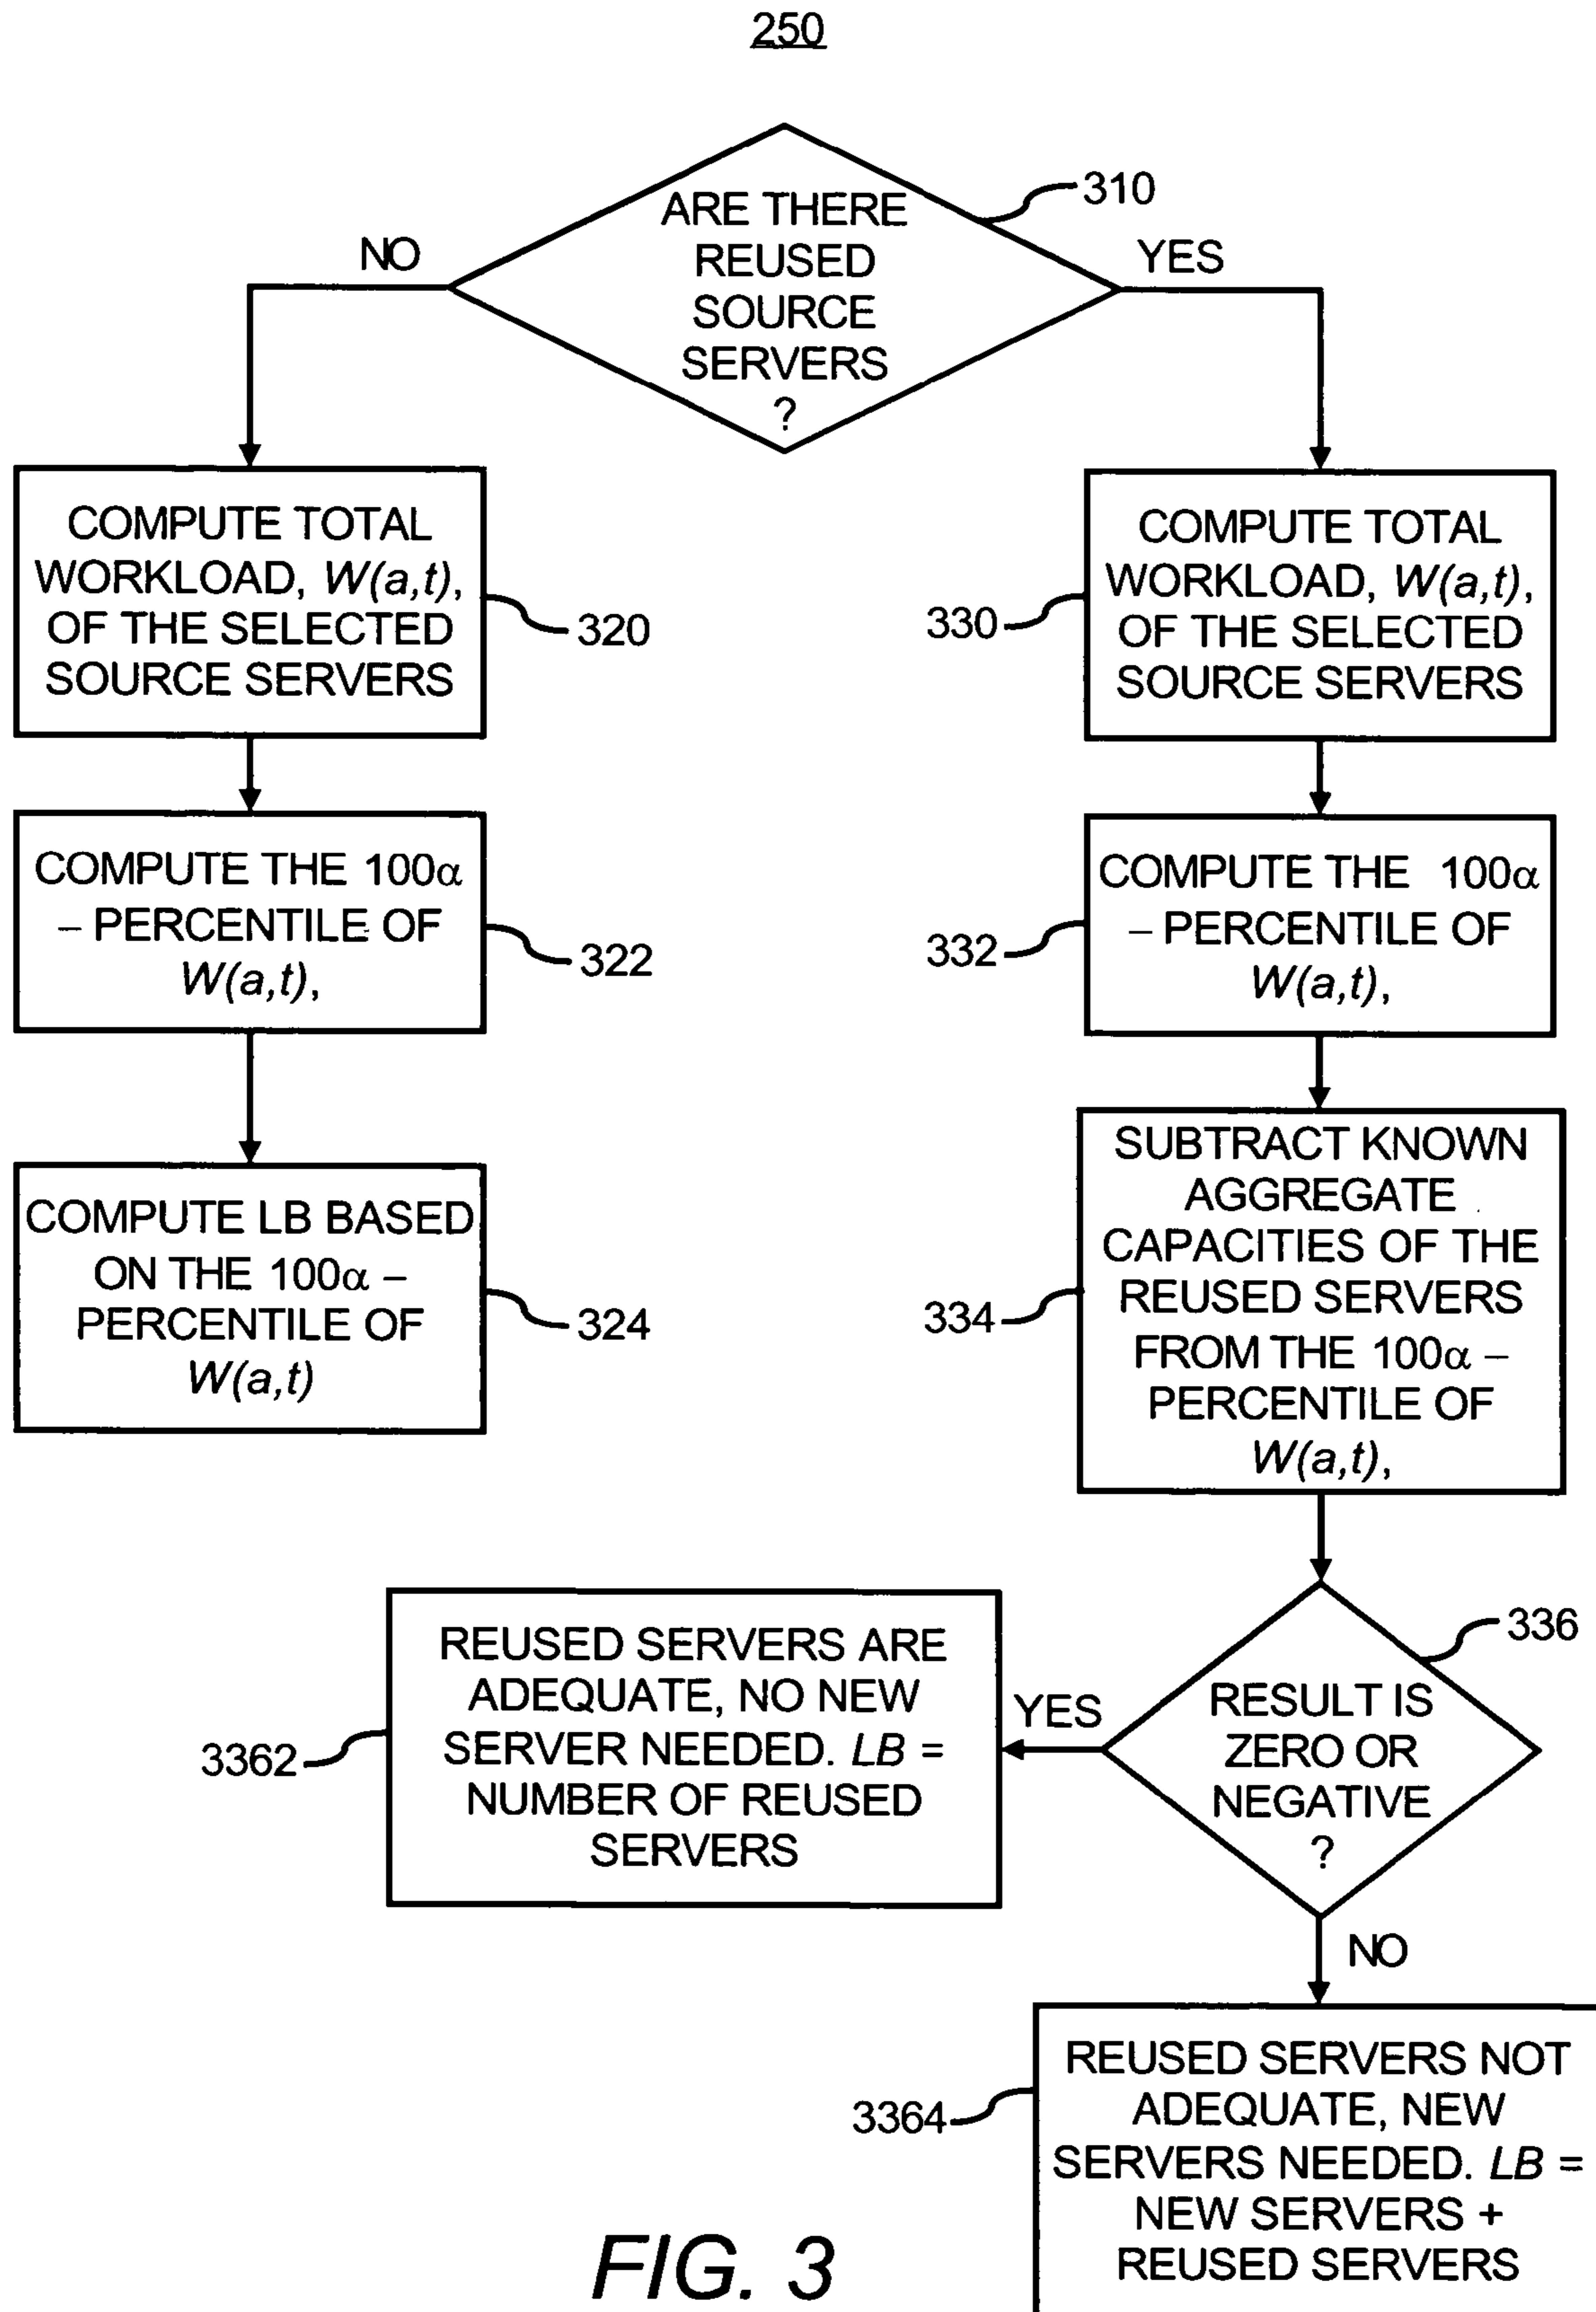 250
ARE THERE
REUSED
SOURCE
SERVERS
?
310
NO
YES
COMPUTE TOTAL
WORKLOAD, W(a,t),
OF THE SELECTED
SOURCE SERVERS
320
COMPUTE THE 100α
– PERCENTILE OF
W(a,t),
322
COMPUTE LB BASED
ON THE 100α –
PERCENTILE OF
W(a,t)
324
COMPUTE TOTAL
WORKLOAD, W(a,t),
OF THE SELECTED
SOURCE SERVERS
330
COMPUTE THE 100α
– PERCENTILE OF
W(a,t),
332
SUBTRACT KNOWN
AGGREGATE
CAPACITIES OF THE
REUSED SERVERS
FROM THE 100α –
PERCENTILE OF
W(a,t),
334
RESULT IS
ZERO OR
NEGATIVE
?
336
YES
REUSED SERVERS ARE
ADEQUATE, NO NEW
SERVER NEEDED. LB =
NUMBER OF REUSED
SERVERS
3362
NO
REUSED SERVERS NOT
ADEQUATE, NEW
SERVERS NEEDED. LB =
NEW SERVERS +
REUSED SERVERS
3364
FIG. 3